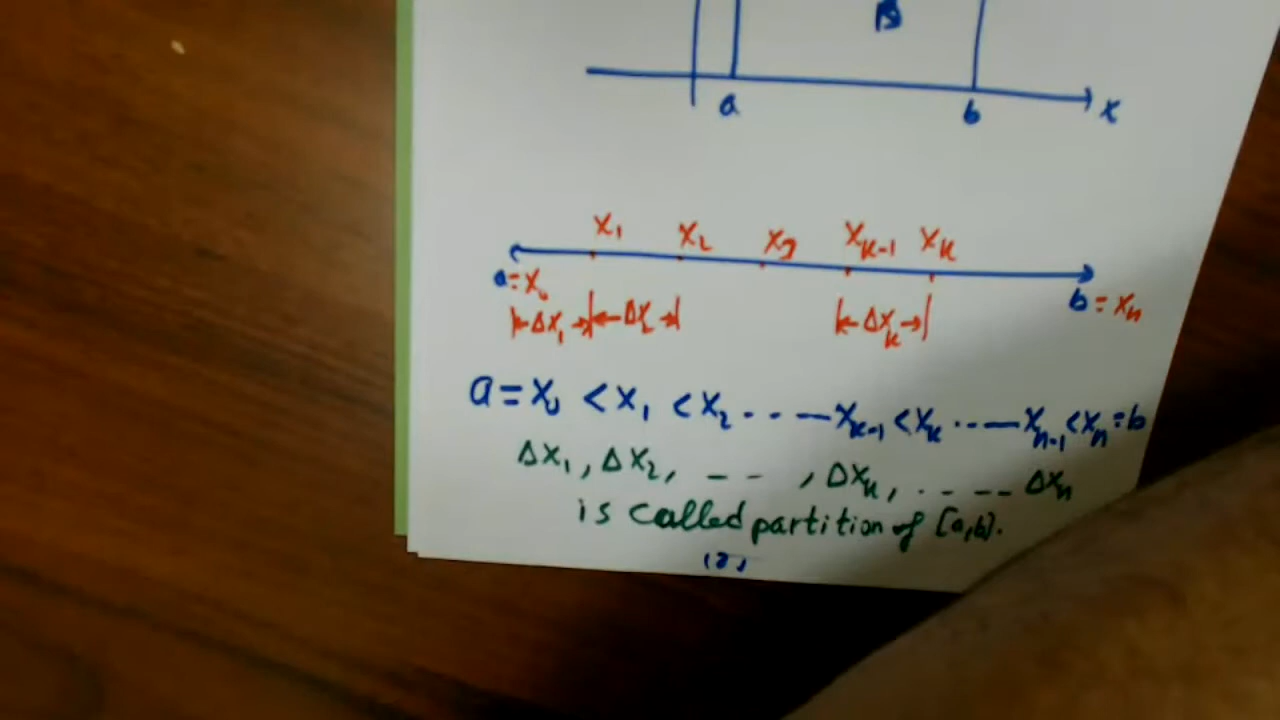 B
a b x
x₁ x₂ x₃ xₖ₋₁ xₖ
a=x₀ b=xₙ
Δx₁ Δx₂ Δxₖ
a=x₀ <x₁ <x₂ ..—xₖ₋₁ <xₖ ..—xₙ₋₁ <xₙ=b
Δx₁, Δx₂, _ _ _ , Δxₖ, . . . _ _ Δxₙ
is called partition of [a,b].
(2)